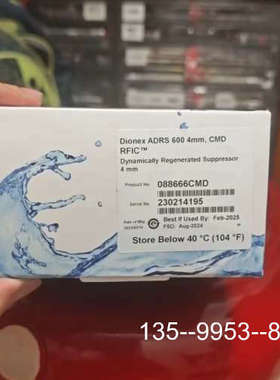 Dionex ADRS 600 4mm, CMD
RFIC™
Dynamically Regenerated Suppressor
4 mm
Product No. 088666CMD
Serial No. 230214195
Best If Used By: Feb-2025
FSD: Aug-2024
Store Below 40 °C (104 °F)
135--9953--8